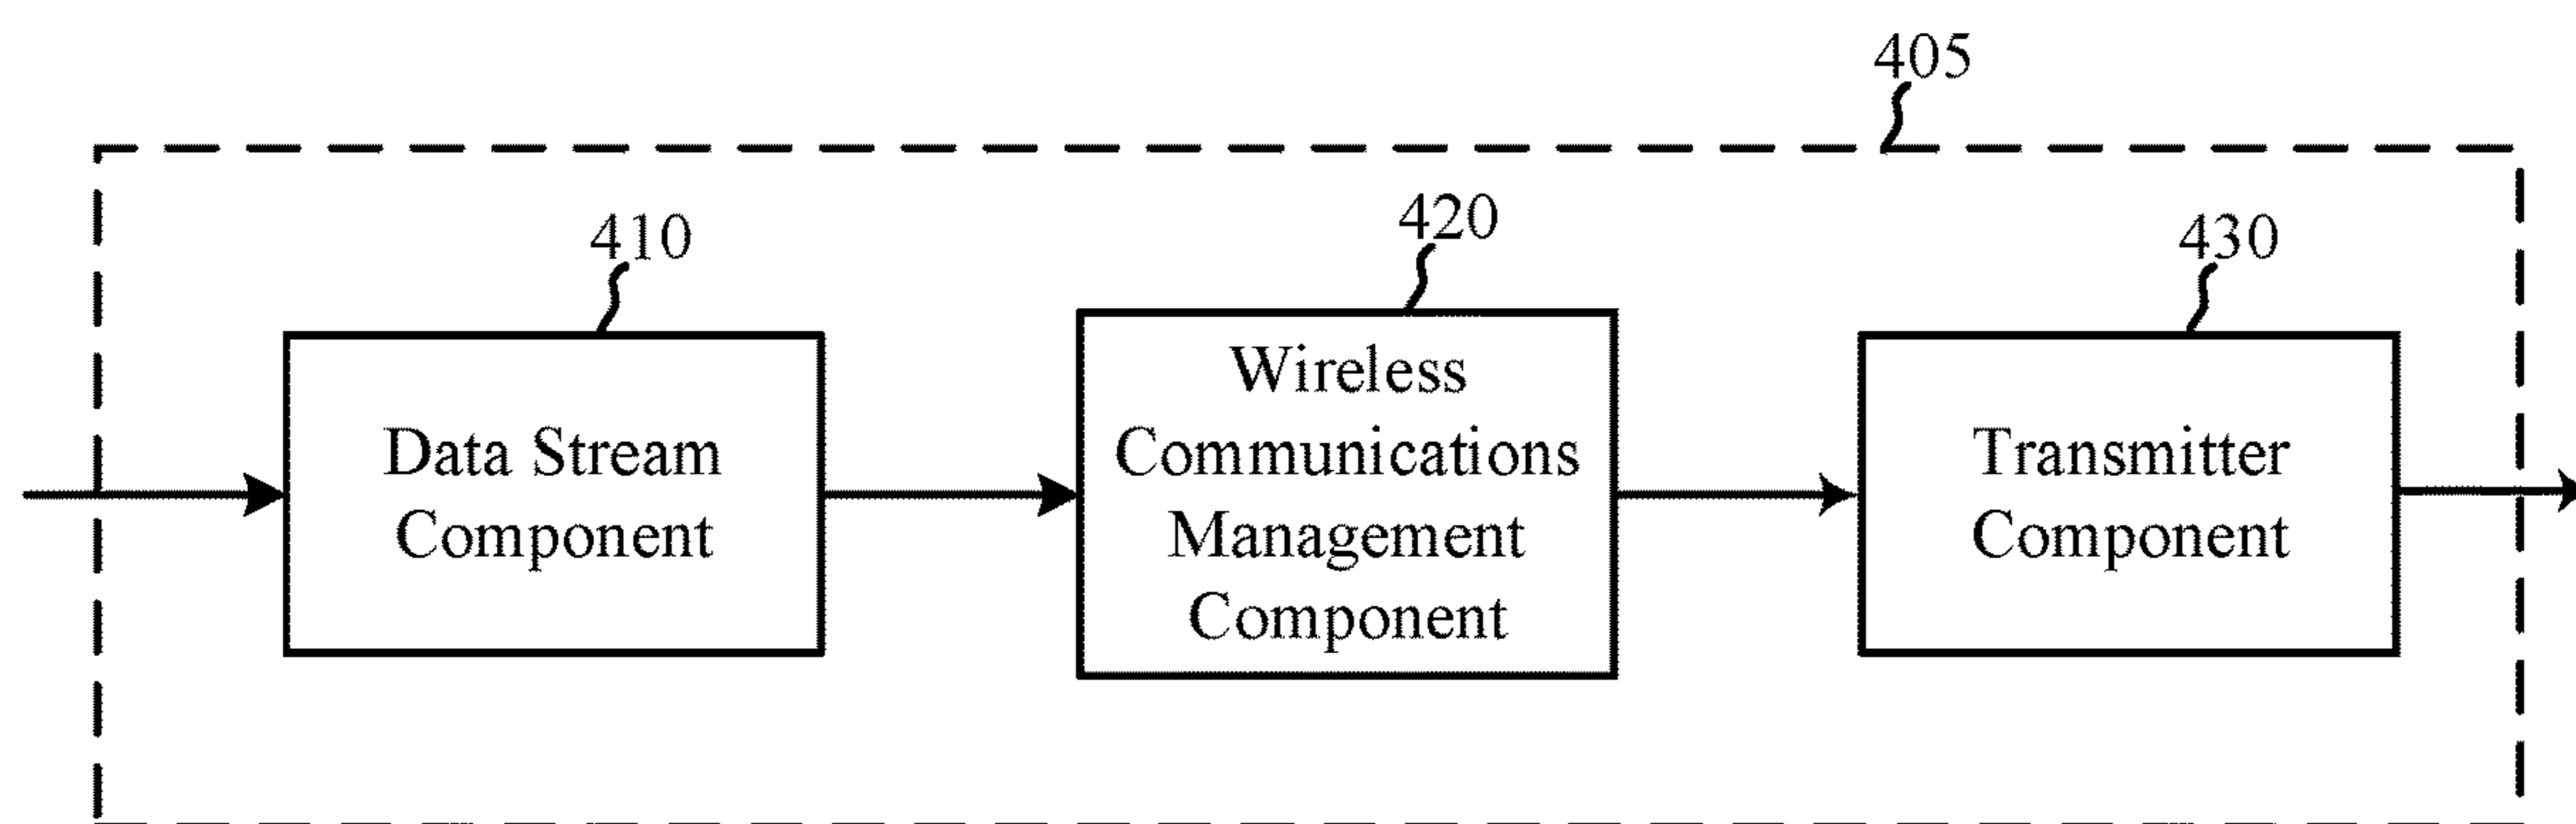 405
410
420
430
Data Stream
Component
Wireless
Communications
Management
Component
Transmitter
Component